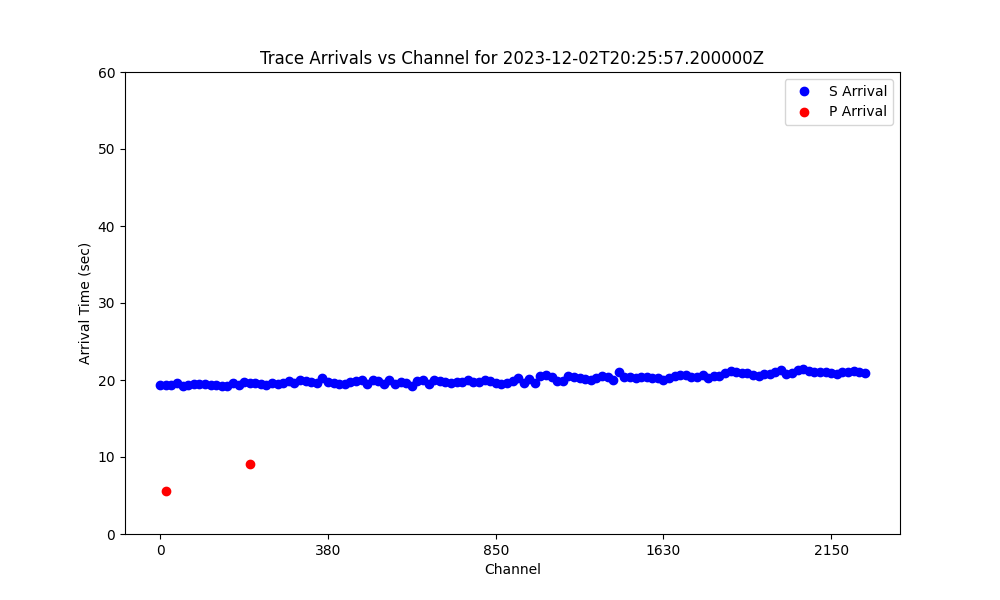 Trace Arrivals vs Channel for 2023-12-02T20:25:57.200000Z
S Arrival
P Arrival
60
50
40
30
20
10
0
Arrival Time (sec)
0 380 850 1630 2150
Channel